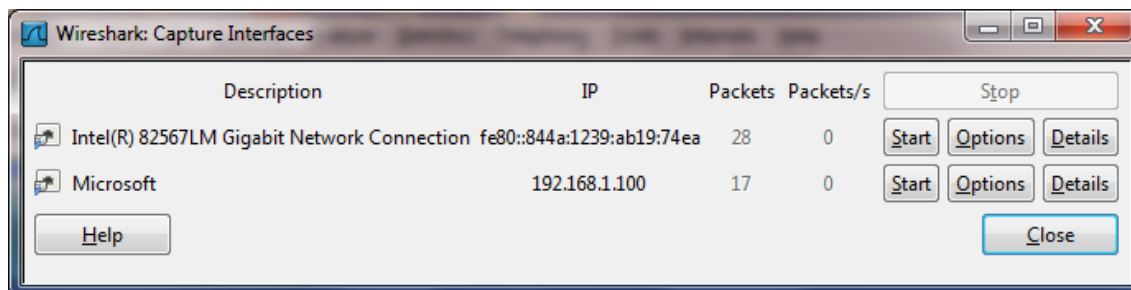 Wireshark: Capture Interfaces
Description IP Packets Packets/s Stop
Intel(R) 82567LM Gigabit Network Connection fe80::844a:1239:ab19:74ea 28 0 Start Options Details
Microsoft 192.168.1.100 17 0 Start Options Details
Help Close